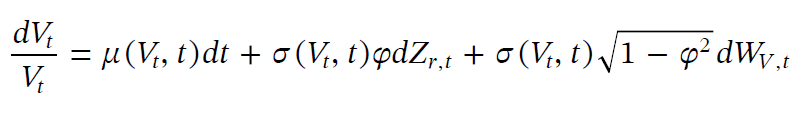 dV_t/V_t = μ(V_t, t)dt + σ(V_t, t)φdZ_{r,t} + σ(V_t, t)√(1 − φ²) dW_{V,t}